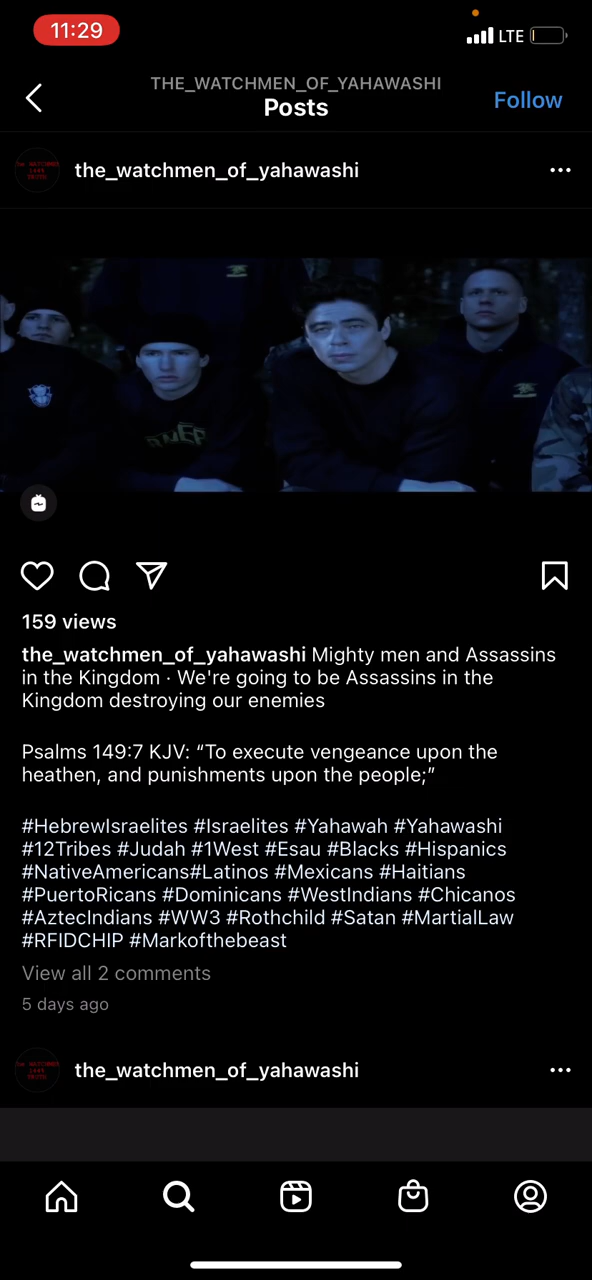 11:29
LTE
THE_WATCHMEN_OF_YAHAWASHI
Posts
Follow
the_watchmen_of_yahawashi
159 views
the_watchmen_of_yahawashi Mighty men and Assassins
in the Kingdom · We're going to be Assassins in the
Kingdom destroying our enemies
Psalms 149:7 KJV: “To execute vengeance upon the
heathen, and punishments upon the people;”
#HebrewIsraelites #Israelites #Yahawah #Yahawashi
#12Tribes #Judah #1West #Esau #Blacks #Hispanics
#NativeAmericans#Latinos #Mexicans #Haitians
#PuertoRicans #Dominicans #WestIndians #Chicanos
#AztecIndians #WW3 #Rothchild #Satan #MartialLaw
#RFIDCHIP #Markofthebeast
View all 2 comments
5 days ago
the_watchmen_of_yahawashi